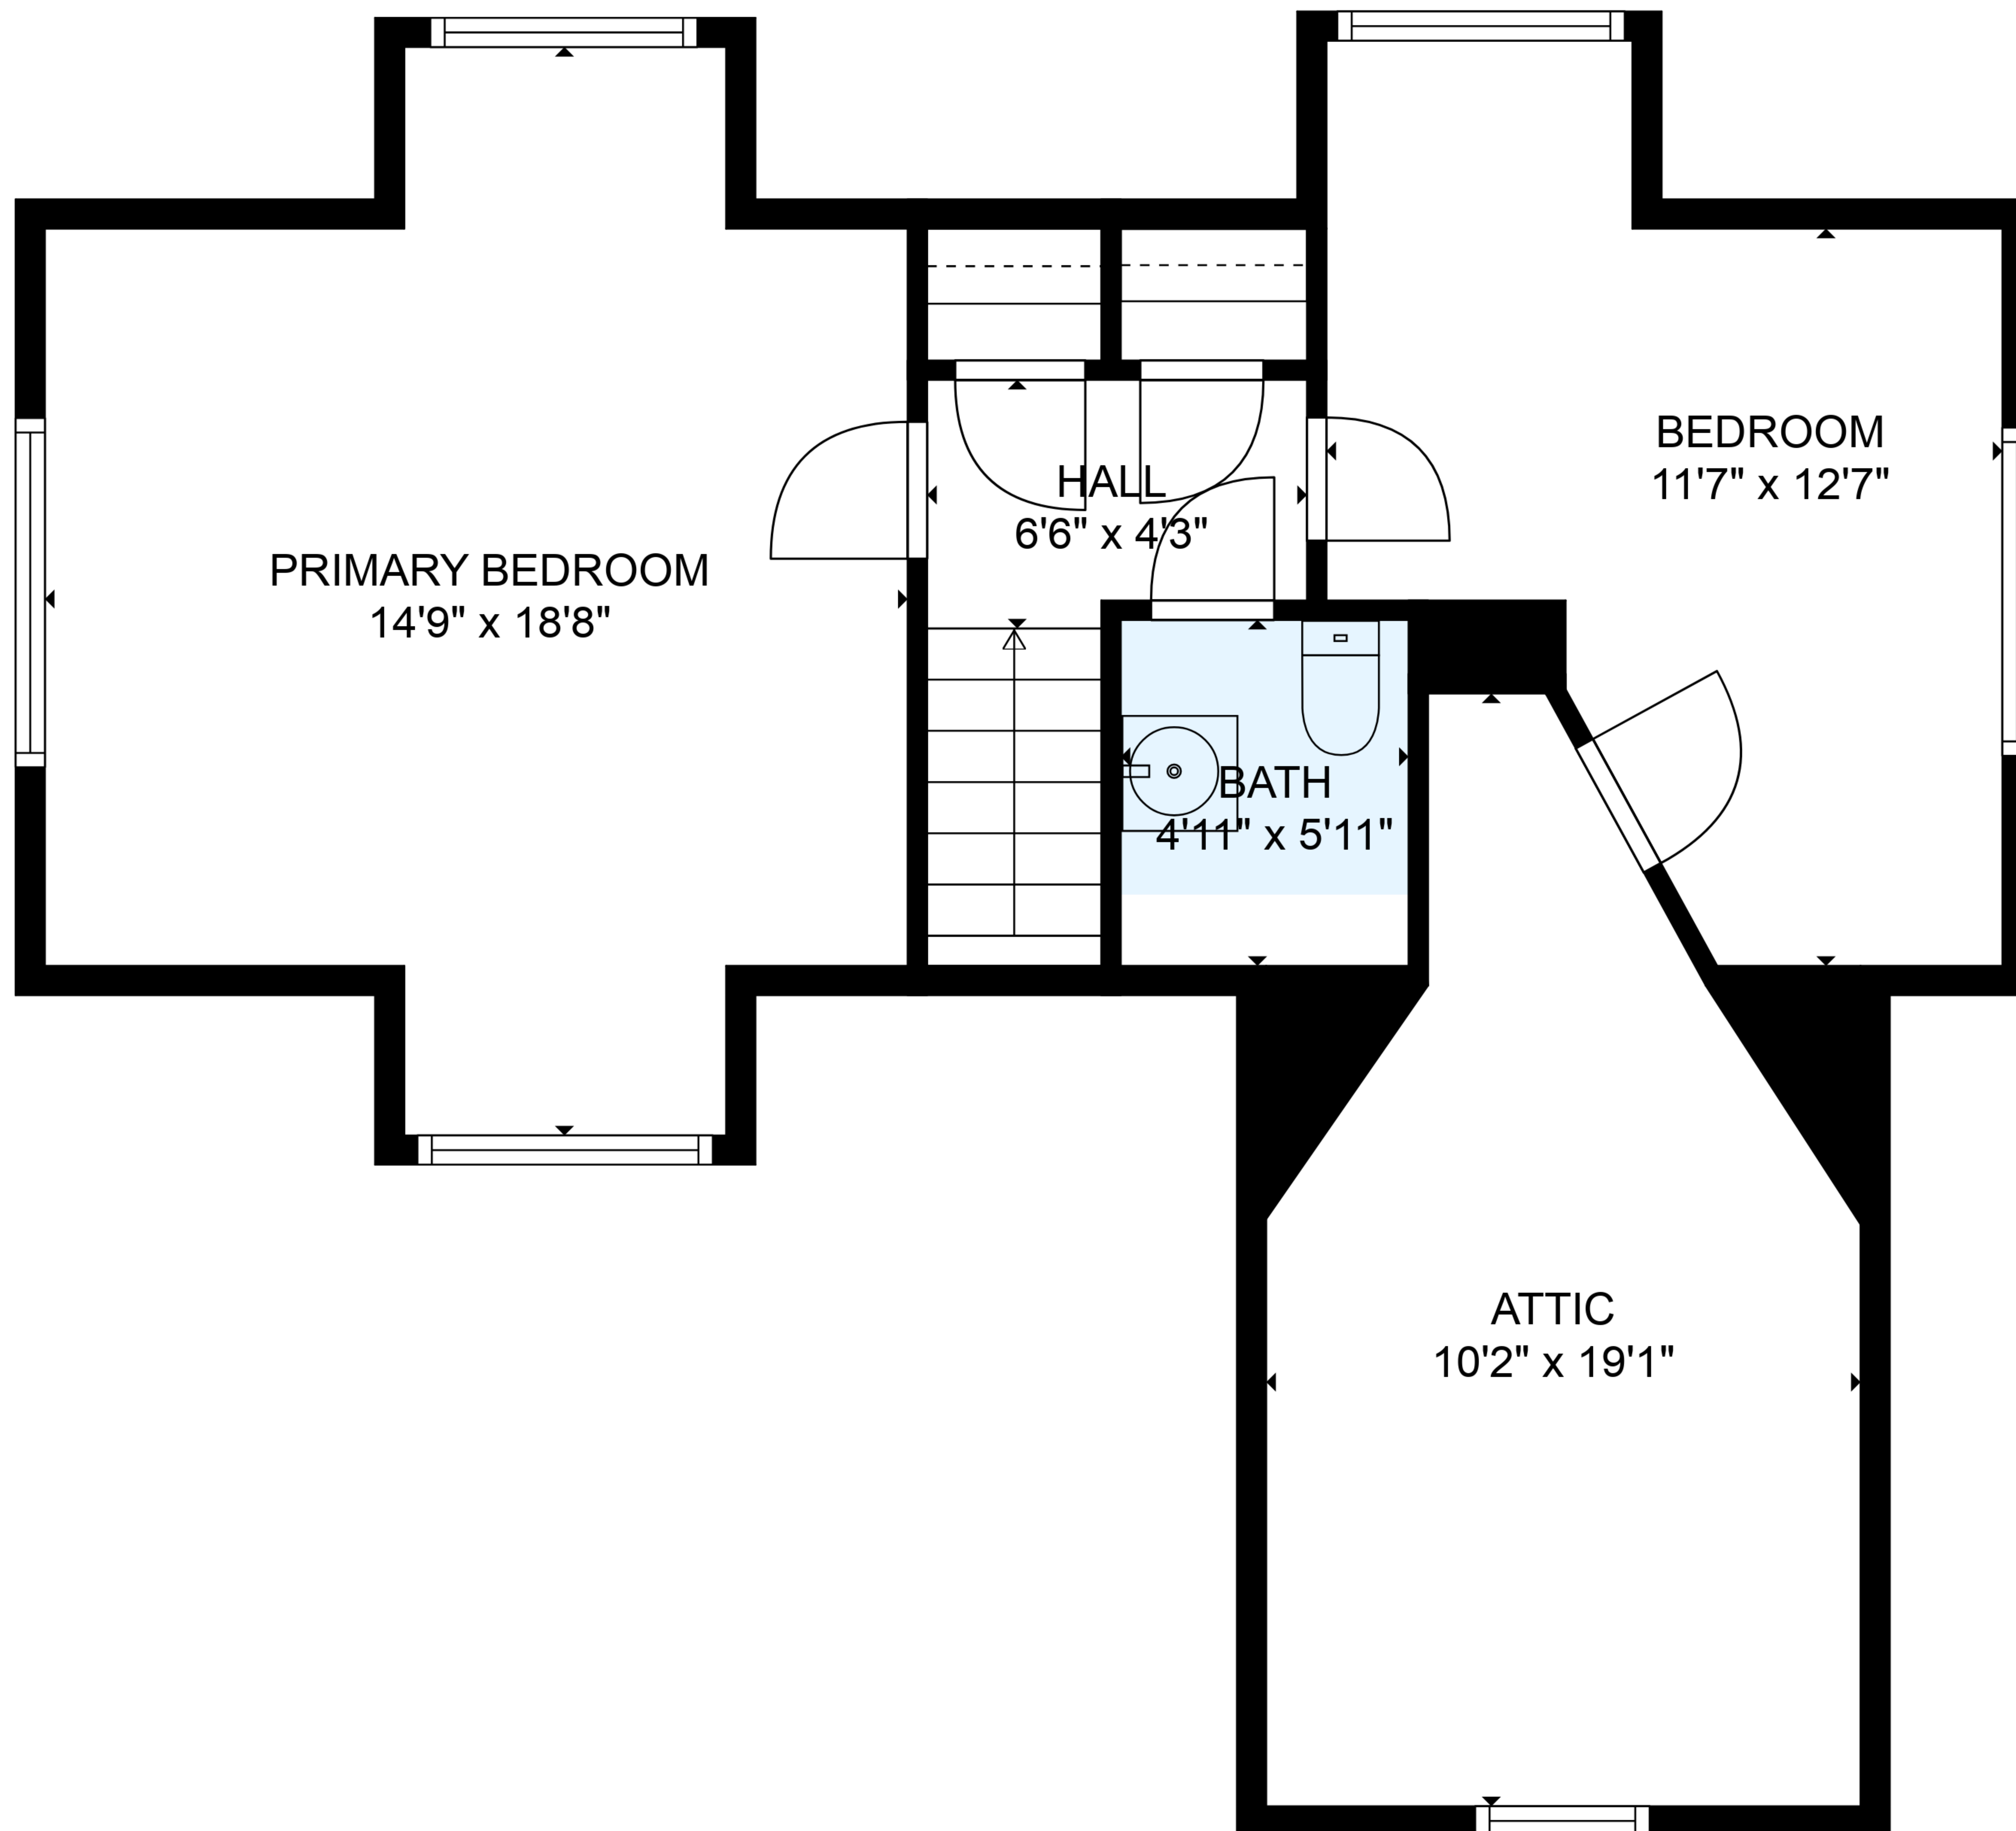 BEDROOM
11'7" x 12'7"
HALL
6'6" x 4'3"
PRIMARY BEDROOM
14'9" x 18'8"
BATH
4'11" x 5'11"
ATTIC
10'2" x 19'1"